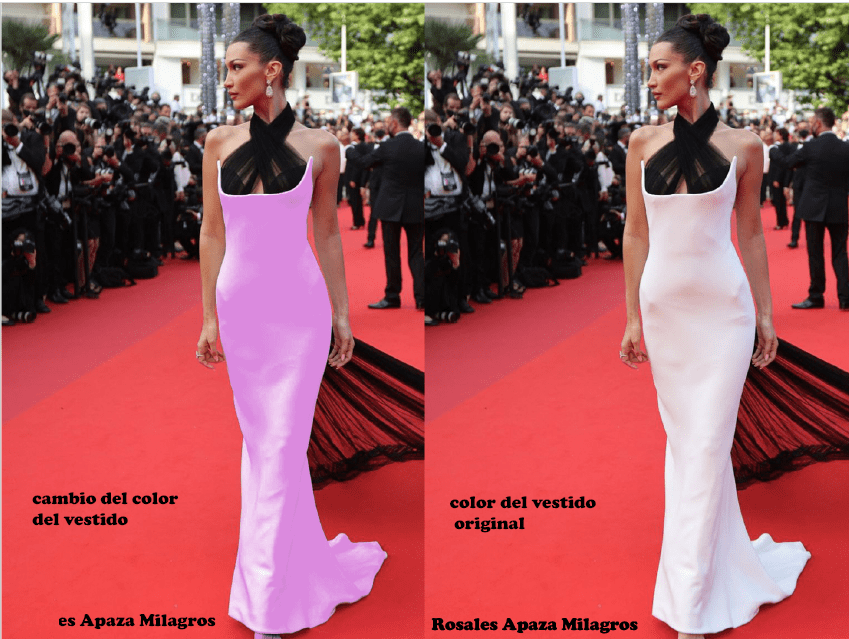 cambio del color
del vestido
es Apaza Milagros
color del vestido
original
Rosales Apaza Milagros